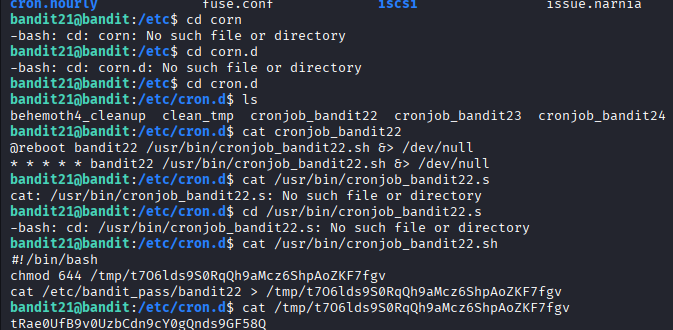 cron.hourly fuse.conf iscsi issue.narnia
bandit21@bandit:/etc$ cd corn
-bash: cd: corn: No such file or directory
bandit21@bandit:/etc$ cd corn.d
-bash: cd: corn.d: No such file or directory
bandit21@bandit:/etc$ cd cron.d
bandit21@bandit:/etc/cron.d$ ls
behemoth4_cleanup clean_tmp cronjob_bandit22 cronjob_bandit23 cronjob_bandit24
bandit21@bandit:/etc/cron.d$ cat cronjob_bandit22
@reboot bandit22 /usr/bin/cronjob_bandit22.sh &> /dev/null
* * * * * bandit22 /usr/bin/cronjob_bandit22.sh &> /dev/null
bandit21@bandit:/etc/cron.d$ cat /usr/bin/cronjob_bandit22.s
cat: /usr/bin/cronjob_bandit22.s: No such file or directory
bandit21@bandit:/etc/cron.d$ cd /usr/bin/cronjob_bandit22.s
-bash: cd: /usr/bin/cronjob_bandit22.s: No such file or directory
bandit21@bandit:/etc/cron.d$ cat /usr/bin/cronjob_bandit22.sh
#!/bin/bash
chmod 644 /tmp/t7O6lds9S0RqQh9aMcz6ShpAoZKF7fgv
cat /etc/bandit_pass/bandit22 > /tmp/t7O6lds9S0RqQh9aMcz6ShpAoZKF7fgv
bandit21@bandit:/etc/cron.d$ cat /tmp/t7O6lds9S0RqQh9aMcz6ShpAoZKF7fgv
tRae0UfB9v0UzbCdn9cY0gQnds9GF58Q